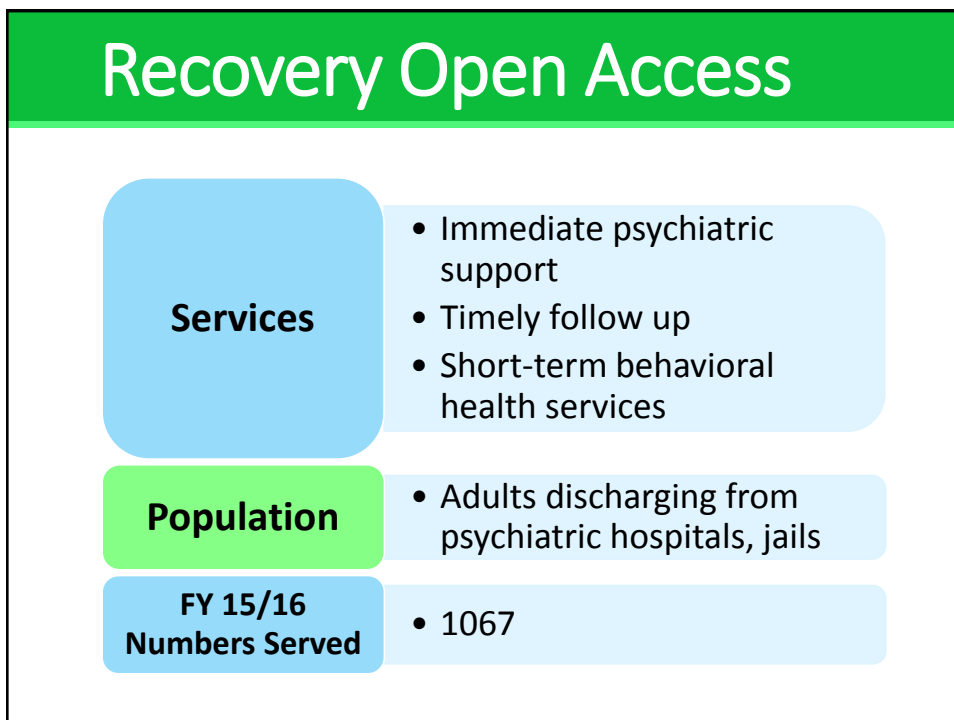 Recovery Open Access
Services
• Immediate psychiatric
support
• Timely follow up
• Short-term behavioral
health services
Population
• Adults discharging from
psychiatric hospitals, jails
FY 15/16
Numbers Served
• 1067